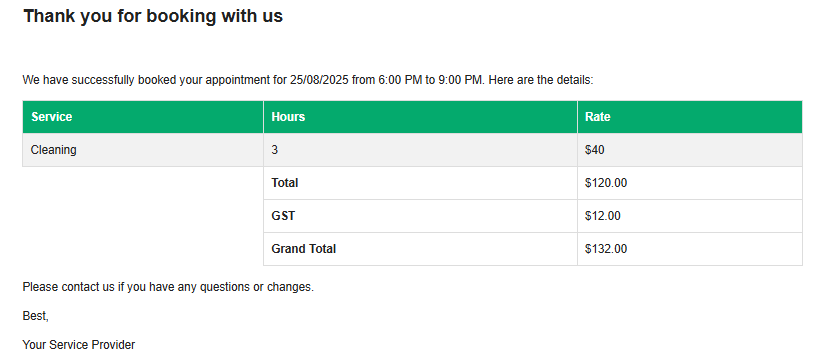 Thank you for booking with us
We have successfully booked your appointment for 25/08/2025 from 6:00 PM to 9:00 PM. Here are the details:
Service Hours Rate
Cleaning 3 $40
Total $120.00
GST $12.00
Grand Total $132.00
Please contact us if you have any questions or changes.
Best,
Your Service Provider